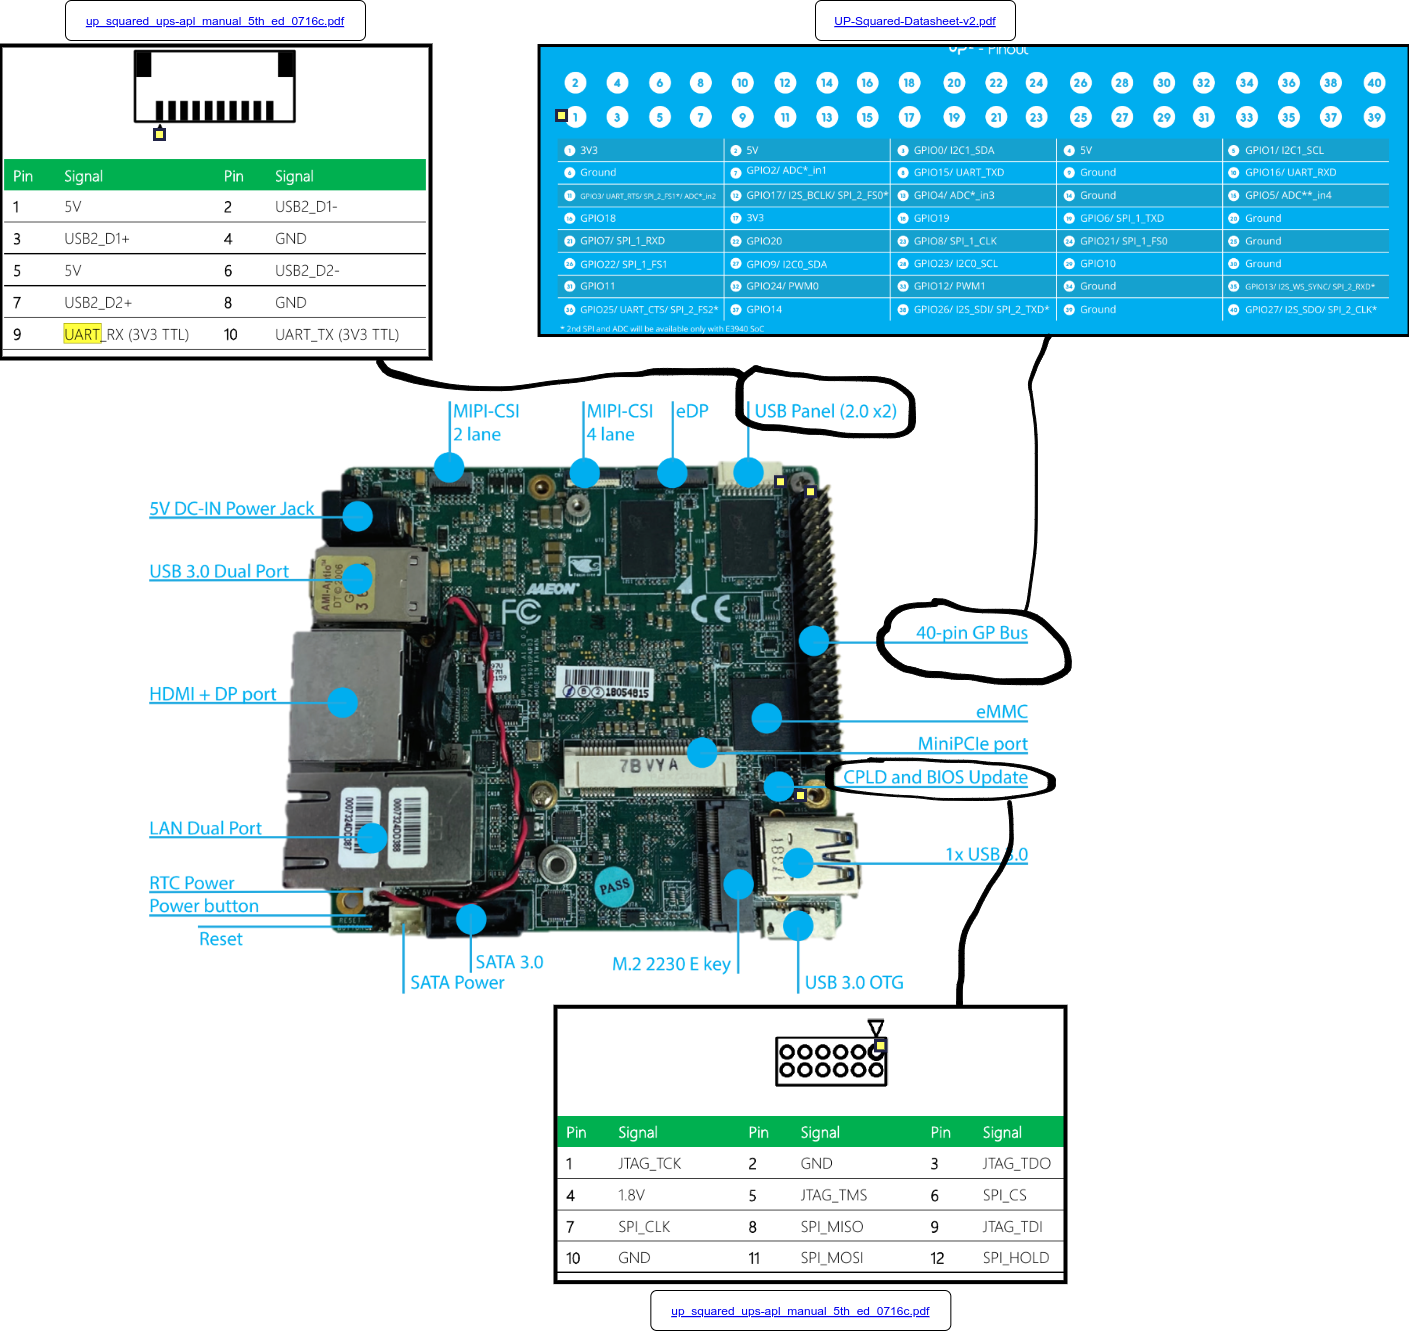 up_squared_ups-apl_manual_5th_ed_0716c.pdf
UP-Squared-Datasheet-v2.pdf
Pin Signal Pin Signal
1 5V 2 USB2_D1-
3 USB2_D1+ 4 GND
5 5V 6 USB2_D2-
7 USB2_D2+ 8 GND
9 UART_RX (3V3 TTL) 10 UART_TX (3V3 TTL)
- Pinout
2 4 6 8 10 12 14 16 18 20 22 24 26 28 30 32 34 36 38 40
1 3 5 7 9 11 13 15 17 19 21 23 25 27 29 31 33 35 37 39
1 3V3 2 5V 3 GPIO0/ I2C1_SDA 4 5V 5 GPIO1/ I2C1_SCL
6 Ground 7 GPIO2/ ADC*_in1 8 GPIO15/ UART_TXD 9 Ground 10 GPIO16/ UART_RXD
11 GPIO3/ UART_RTS/ SPI_2_FS1*/ ADC*_in2 12 GPIO17/ I2S_BCLK/ SPI_2_FS0* 13 GPIO4/ ADC*_in3 14 Ground 15 GPIO5/ ADC**_in4
16 GPIO18 17 3V3 18 GPIO19 19 GPIO6/ SPI_1_TXD 20 Ground
21 GPIO7/ SPI_1_RXD 22 GPIO20 23 GPIO8/ SPI_1_CLK 24 GPIO21/ SPI_1_FS0 25 Ground
26 GPIO22/ SPI_1_FS1 27 GPIO9/ I2C0_SDA 28 GPIO23/ I2C0_SCL 29 GPIO10 30 Ground
31 GPIO11 32 GPIO24/ PWM0 33 GPIO12/ PWM1 34 Ground 35 GPIO13/ I2S_WS_SYNC/ SPI_2_RXD*
36 GPIO25/ UART_CTS/ SPI_2_FS2* 37 GPIO14 38 GPIO26/ I2S_SDI/ SPI_2_TXD* 39 Ground 40 GPIO27/ I2S_SDO/ SPI_2_CLK*
* 2nd SPI and ADC will be available only with E3940 SoC
MIPI-CSI
2 lane
MIPI-CSI
4 lane
eDP
USB Panel (2.0 x2)
5V DC-IN Power Jack
USB 3.0 Dual Port
HDMI + DP port
LAN Dual Port
RTC Power
Power button
Reset
SATA Power
SATA 3.0
M.2 2230 E key
USB 3.0 OTG
40-pin GP Bus
eMMC
MiniPCIe port
CPLD and BIOS Update
1x USB 3.0
AAEON
FC
CE
18054815
7BVYA
PASS
17381
RESET
Pin Signal Pin Signal Pin Signal
1 JTAG_TCK 2 GND 3 JTAG_TDO
4 1.8V 5 JTAG_TMS 6 SPI_CS
7 SPI_CLK 8 SPI_MISO 9 JTAG_TDI
10 GND 11 SPI_MOSI 12 SPI_HOLD
up_squared_ups-apl_manual_5th_ed_0716c.pdf